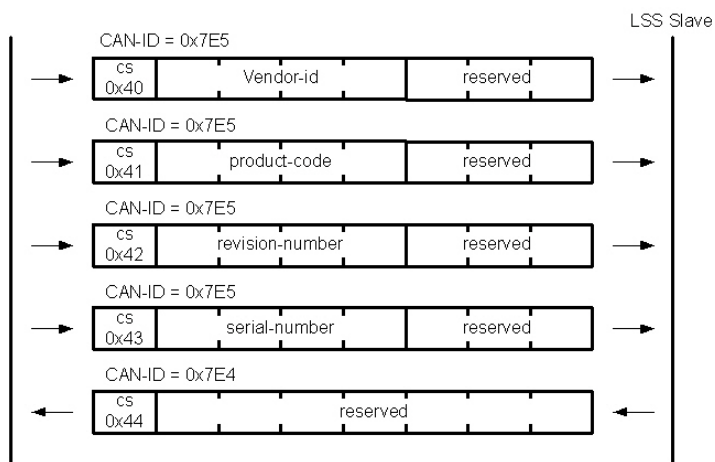 LSS Slave
CAN-ID = 0x7E5
cs
0x40
Vendor-id
reserved
CAN-ID = 0x7E5
cs
0x41
product-code
reserved
CAN-ID = 0x7E5
cs
0x42
revision-number
reserved
CAN-ID = 0x7E5
cs
0x43
serial-number
reserved
CAN-ID = 0x7E4
cs
0x44
reserved